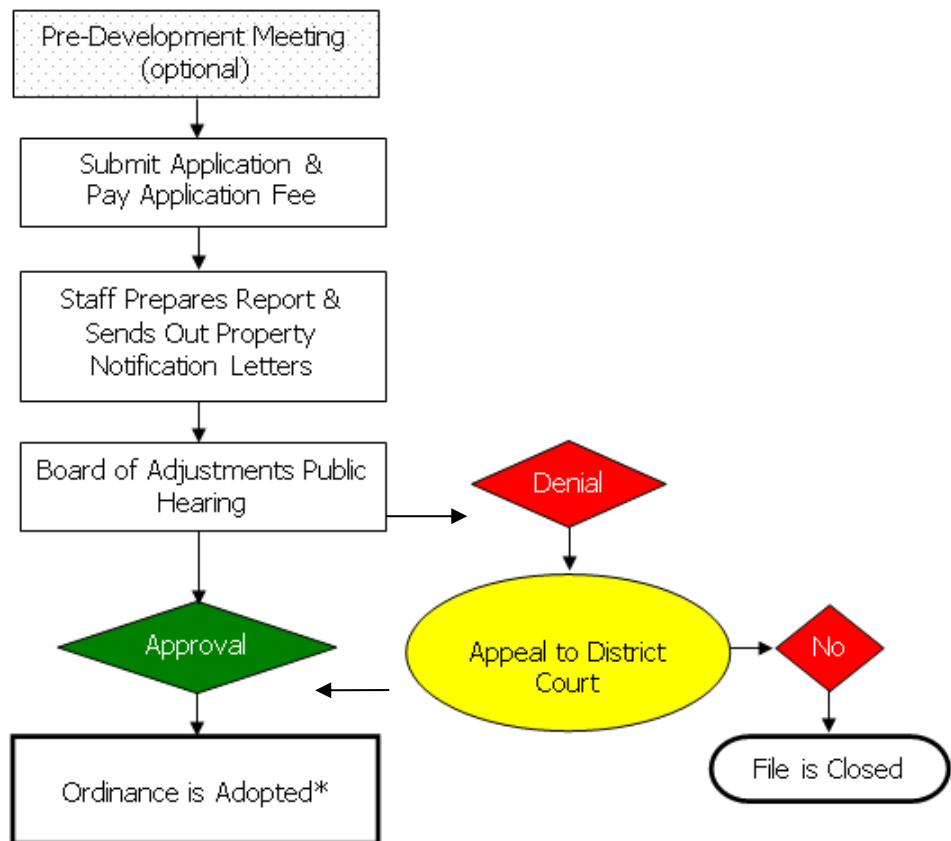 Pre-Development Meeting
(optional)
Submit Application &
Pay Application Fee
Staff Prepares Report &
Sends Out Property
Notification Letters
Board of Adjustments Public
Hearing
Denial
Approval
Appeal to District
Court
No
Ordinance is Adopted*
File is Closed